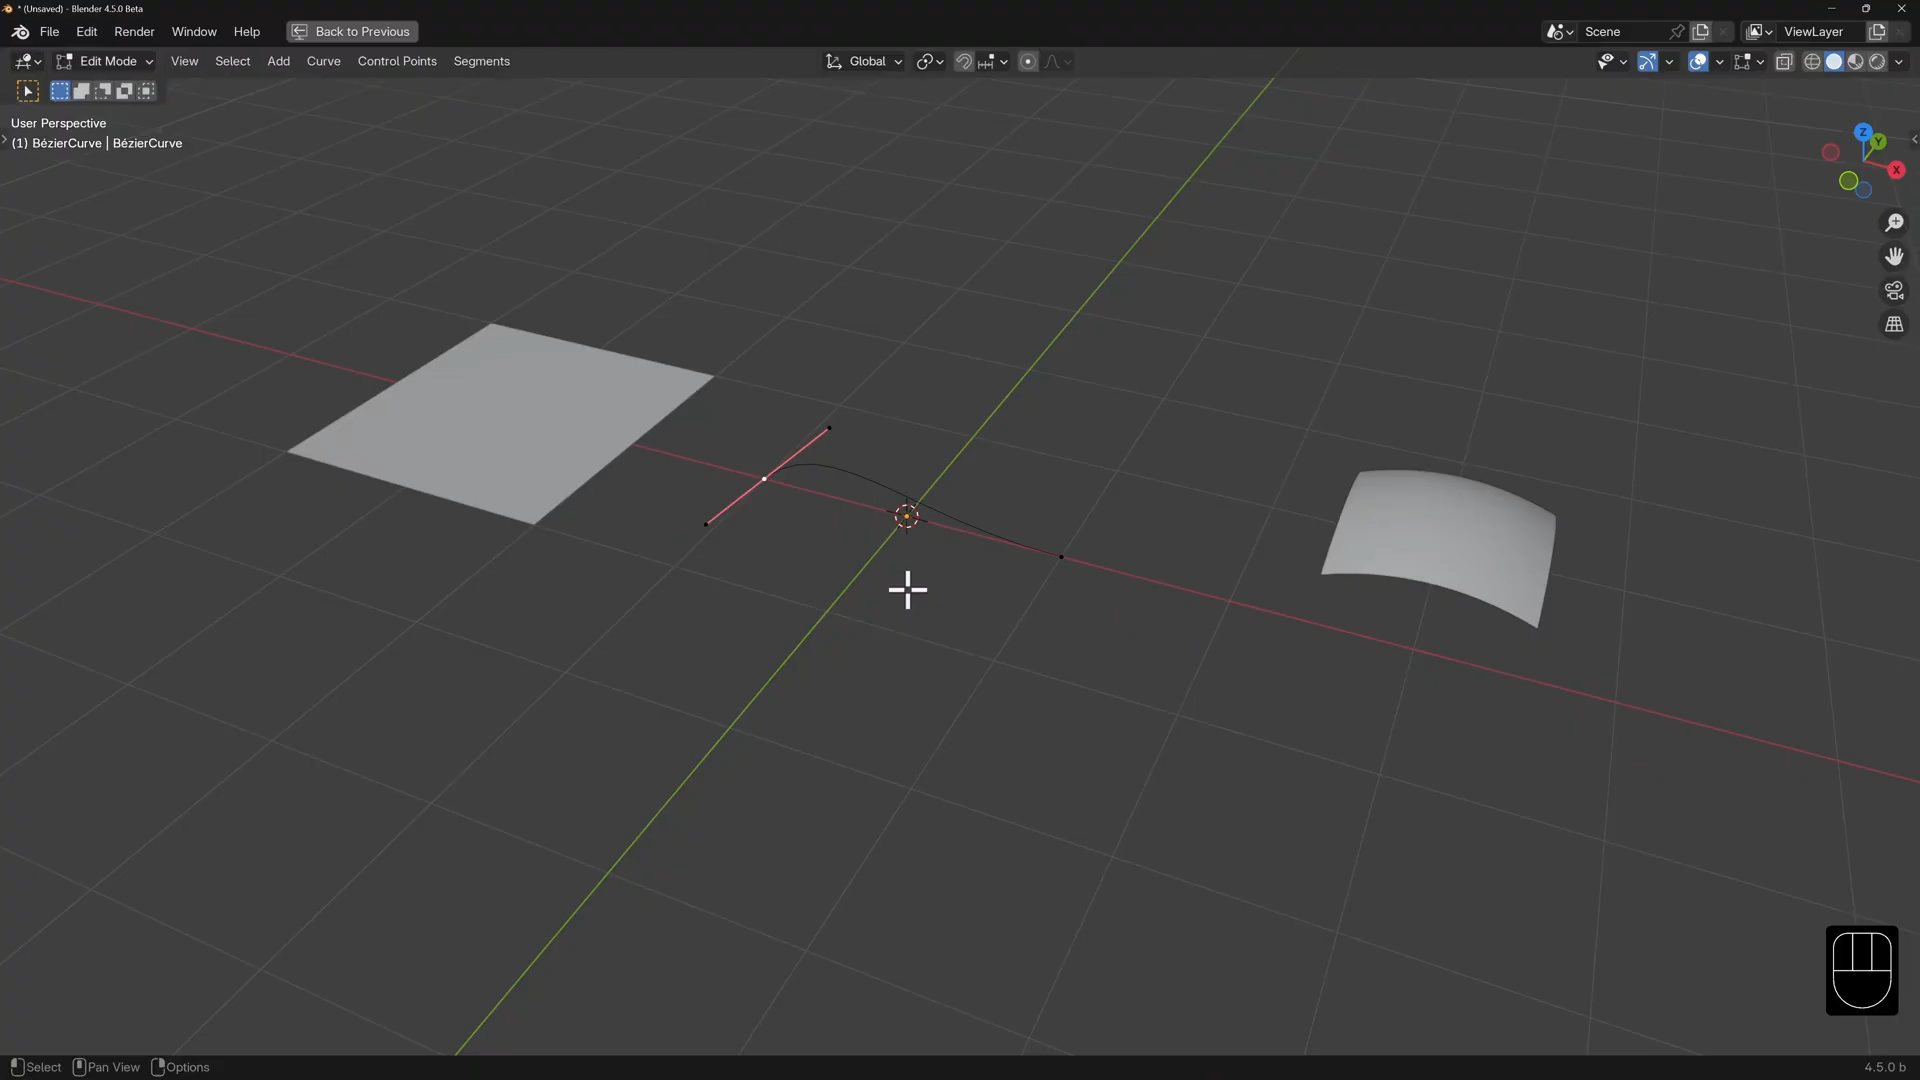 * (Unsaved) - Blender 4.5.0 Beta
File Edit Render Window Help Back to Previous Scene ViewLayer
Edit Mode View Select Add Curve Control Points Segments Global
User Perspective
(1) BézierCurve | BézierCurve
Z
Y
X
Select Pan View Options 4.5.0 b